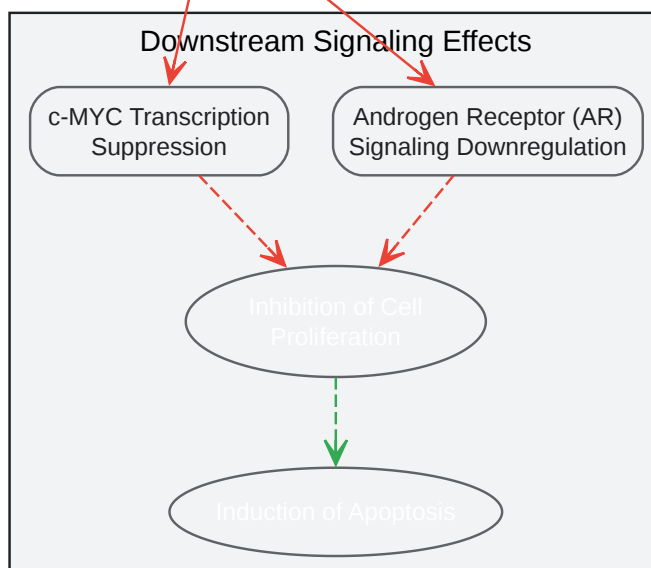 Downstream Signaling Effects
c-MYC Transcription
Suppression
Androgen Receptor (AR)
Signaling Downregulation
Inhibition of Cell
Proliferation
Induction of Apoptosis